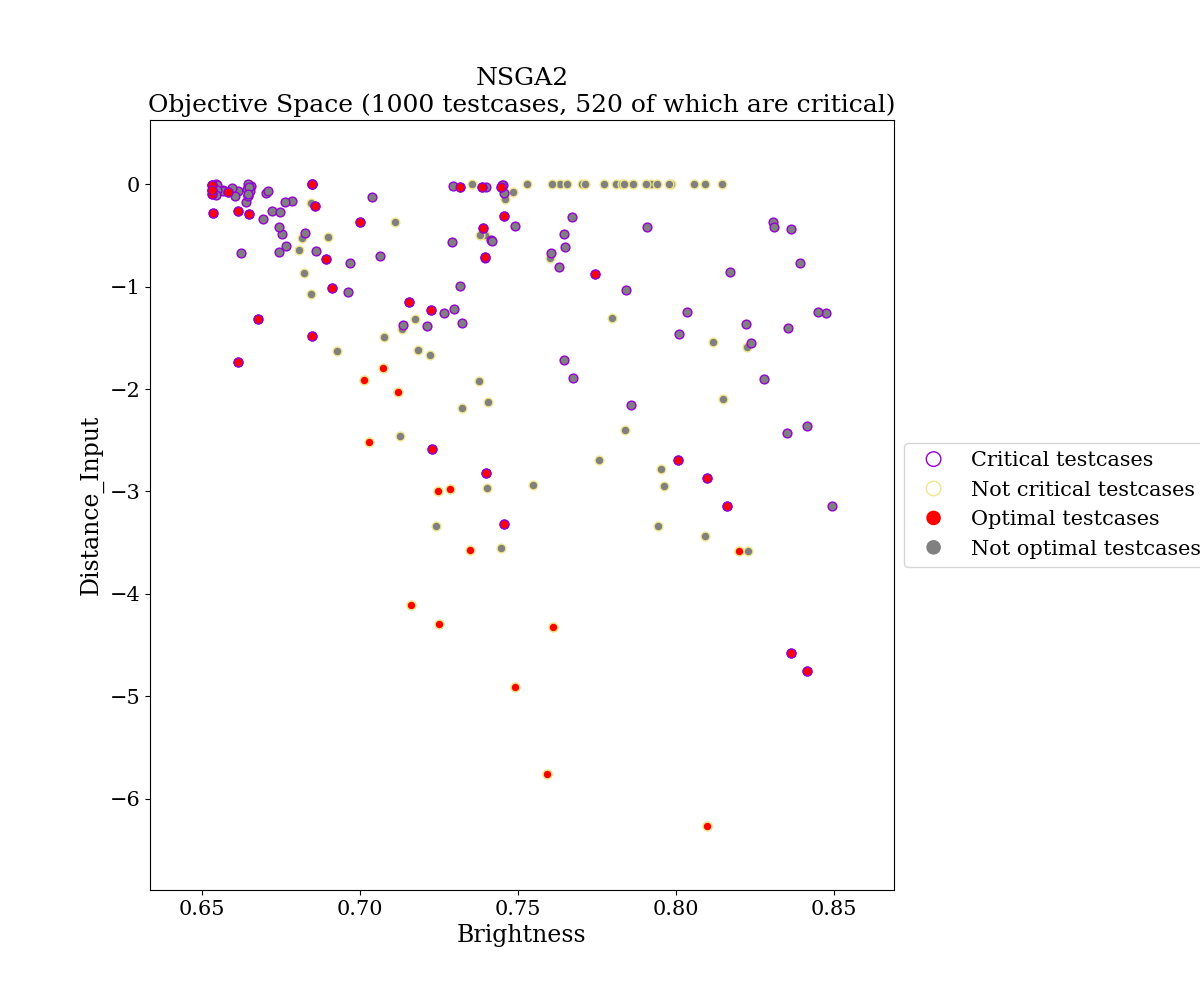 NSGA2
Objective Space (1000 testcases, 520 of which are critical)
0
−1
−2
−3
−4
−5
−6
Distance_Input
0.65 0.70 0.75 0.80 0.85
Brightness
Critical testcases
Not critical testcases
Optimal testcases
Not optimal testcases